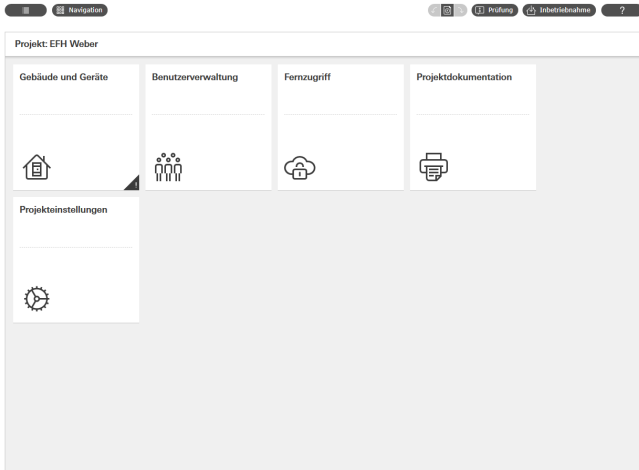 Navigation
Prüfung
Inbetriebnahme
?
Projekt: EFH Weber
Gebäude und Geräte
Benutzerverwaltung
Fernzugriff
Projektdokumentation
!
Projekteinstellungen